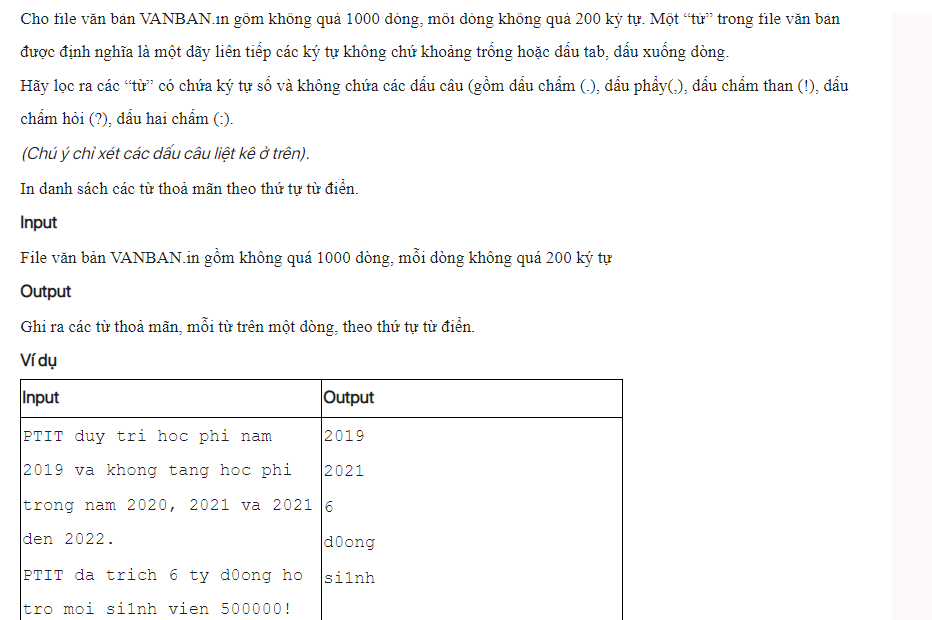 Cho file văn bản VANBAN.in gồm không quá 1000 dòng, mỗi dòng không quá 200 ký tự. Một “từ” trong file văn bản
được định nghĩa là một dãy liên tiếp các ký tự không chứ khoảng trống hoặc dấu tab, dấu xuống dòng.
Hãy lọc ra các “từ” có chứa ký tự số và không chứa các dấu câu (gồm dấu chấm (.), dấu phẩy(,), dấu chấm than (!), dấu
chấm hỏi (?), dấu hai chấm (:).
(Chú ý chỉ xét các dấu câu liệt kê ở trên).
In danh sách các từ thoả mãn theo thứ tự từ điển.
Input
File văn bản VANBAN.in gồm không quá 1000 dòng, mỗi dòng không quá 200 ký tự
Output
Ghi ra các từ thoả mãn, mỗi từ trên một dòng, theo thứ tự từ điển.
Ví dụ
Input Output
PTIT duy tri hoc phi nam 2019
2019 va khong tang hoc phi 2021
trong nam 2020, 2021 va 2021 6
den 2022. d0ong
PTIT da trich 6 ty d0ong ho si1nh
tro moi si1nh vien 500000!